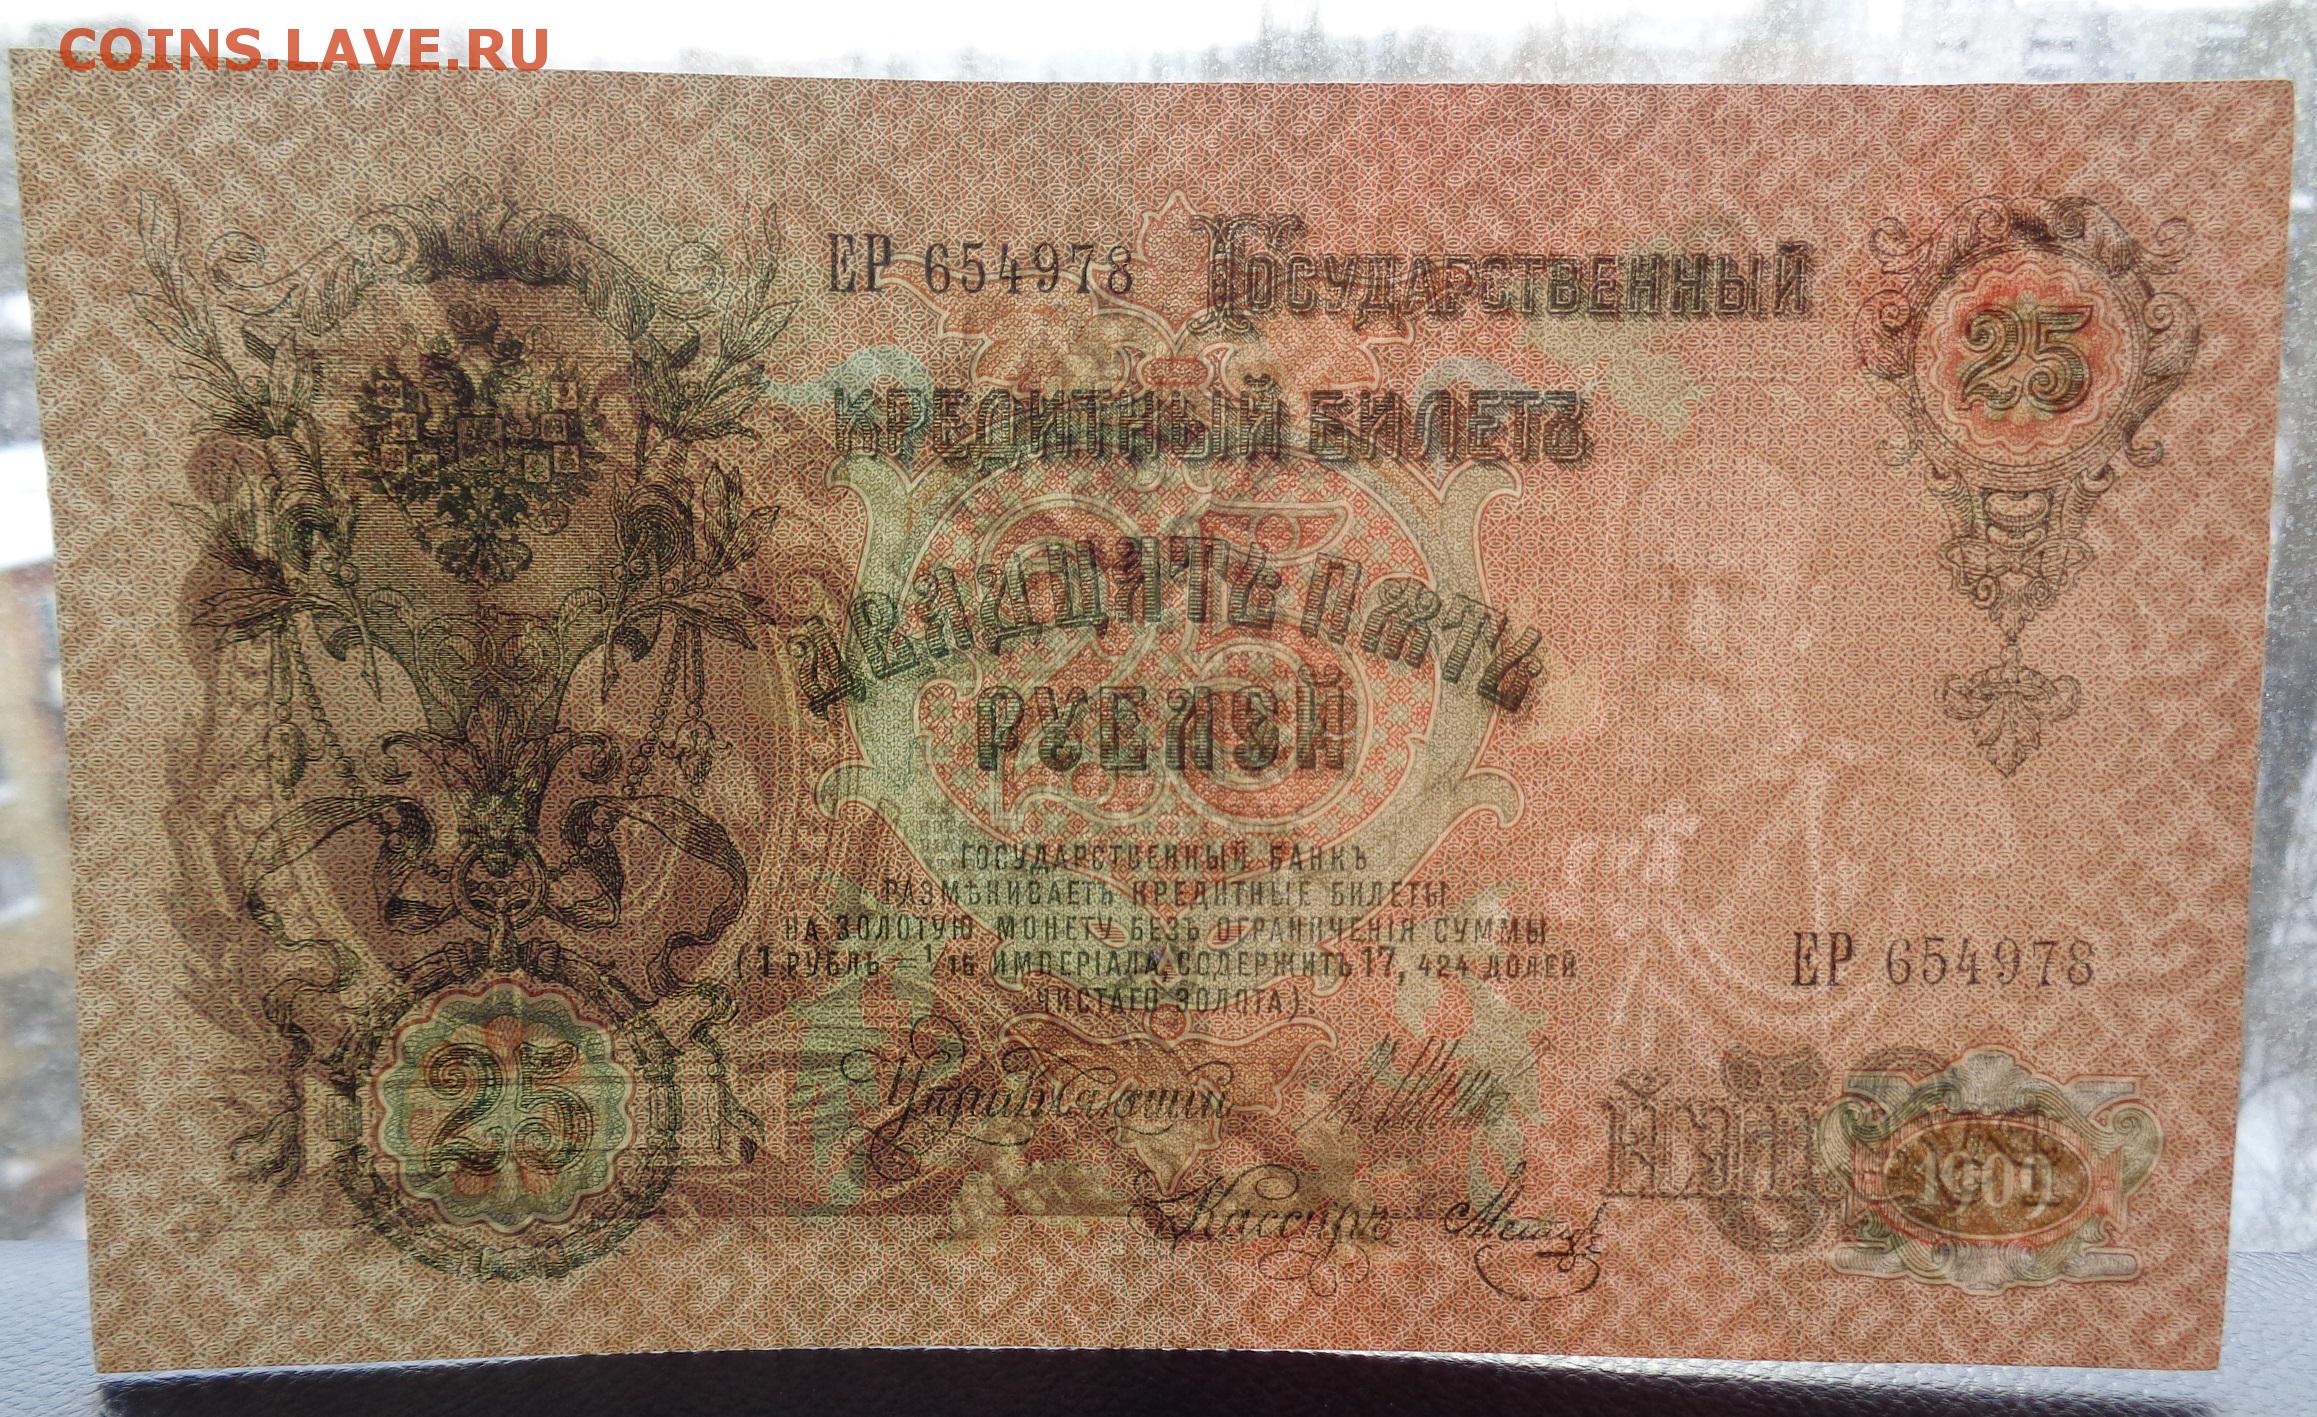 COINS.LAVE.RU
ЕР 654978
ГОСУДАРСТВЕННЫЙ
25
КРЕДИТНЫЙ БИЛЕТЪ
ДВАДЦАТЬ ПЯТЬ
РУБЛЕЙ
25
ГОСУДАРСТВЕННЫЙ БАНКЪ
РАЗМѢНИВАЕТЪ КРЕДИТНЫЕ БИЛЕТЫ
НА ЗОЛОТУЮ МОНЕТУ БЕЗЪ ОГРАНИЧЕНІЯ СУММЫ
(1 РУБЛЬ = 1/15 ИМПЕРІАЛА, СОДЕРЖИТЪ 17, 424 ДОЛЕЙ
ЧИСТАГО ЗОЛОТА)
ЕР 654978
25
Управляющій
Кассиръ
1909